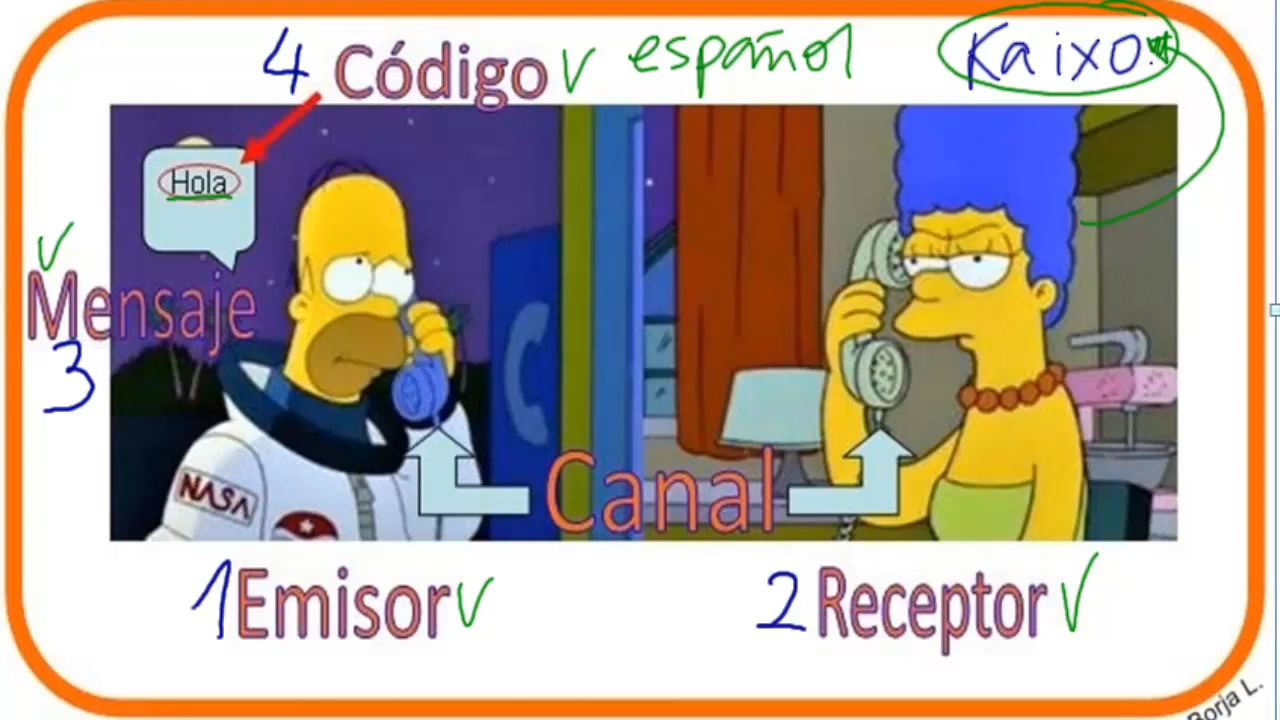 4 Código v español Kaixo!
Hola
v
Mensaje
3
NASA
Canal
1 Emisor v
2 Receptor v
Borja L.